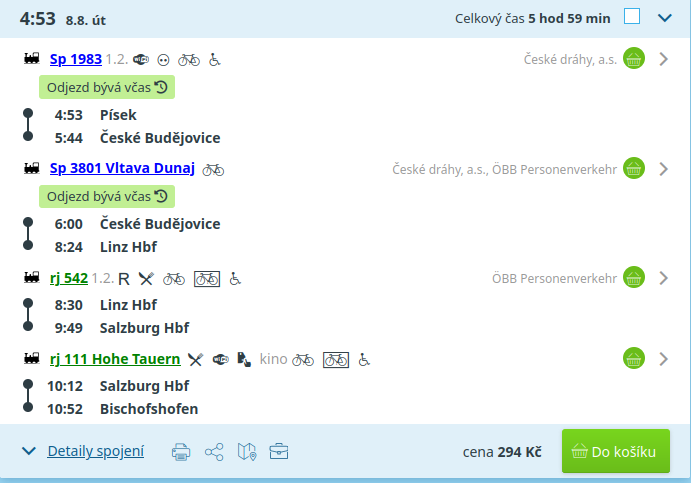 4:53 8.8. út Celkový čas 5 hod 59 min
Sp 1983 1.2. České dráhy, a.s.
Odjezd bývá včas
4:53 Písek
5:44 České Budějovice
Sp 3801 Vltava Dunaj České dráhy, a.s., ÖBB Personenverkehr
Odjezd bývá včas
6:00 České Budějovice
8:24 Linz Hbf
rj 542 1.2. R ÖBB Personenverkehr
8:30 Linz Hbf
9:49 Salzburg Hbf
rj 111 Hohe Tauern kino
10:12 Salzburg Hbf
10:52 Bischofshofen
Detaily spojení cena 294 Kč Do košíku